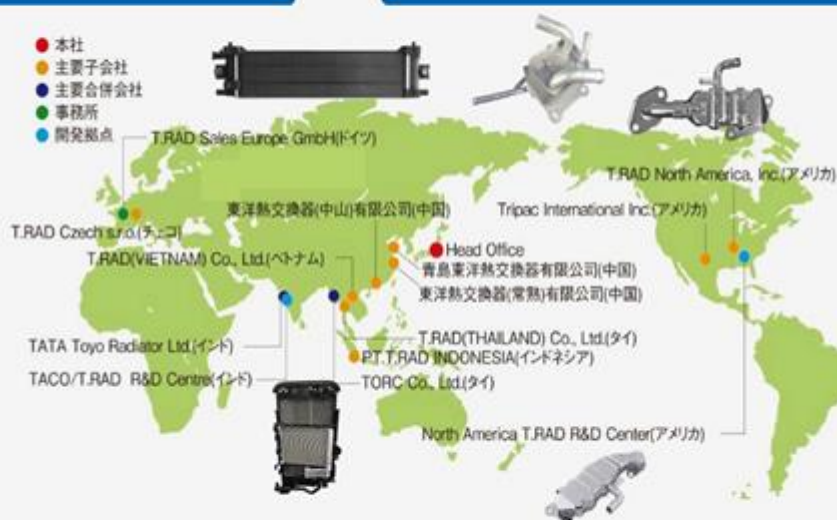 本社
主要子会社
主要合併会社
事務所
開発拠点
T.RAD Sales Europe GmbH(ドイツ)
T.RAD North America, Inc.(アメリカ)
東洋熱交換器(中山)有限公司(中国)
Tripac International Inc.(アメリカ)
T.RAD Czech s.r.o.(チェコ)
Head Office
T.RAD(VIETNAM) Co., Ltd.(ベトナム)
青島東洋熱交換器有限公司(中国)
東洋熱交換器(常熟)有限公司(中国)
TATA Toyo Radiator Ltd.(インド)
T.RAD(THAILAND) Co., Ltd.(タイ)
P.T.T.RAD INDONESIA(インドネシア)
TACO/T.RAD R&D Centre(インド)
TORC Co., Ltd.(タイ)
North America T.RAD R&D Center(アメリカ)